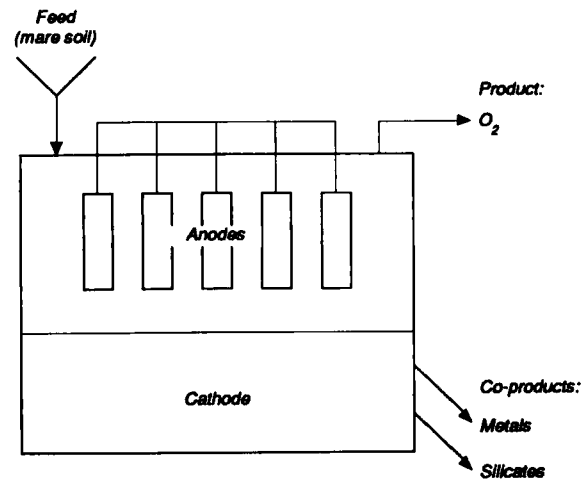 Feed
(mare soil)
Product:
O2
Anodes
Cathode
Co-products:
Metals
Silicates